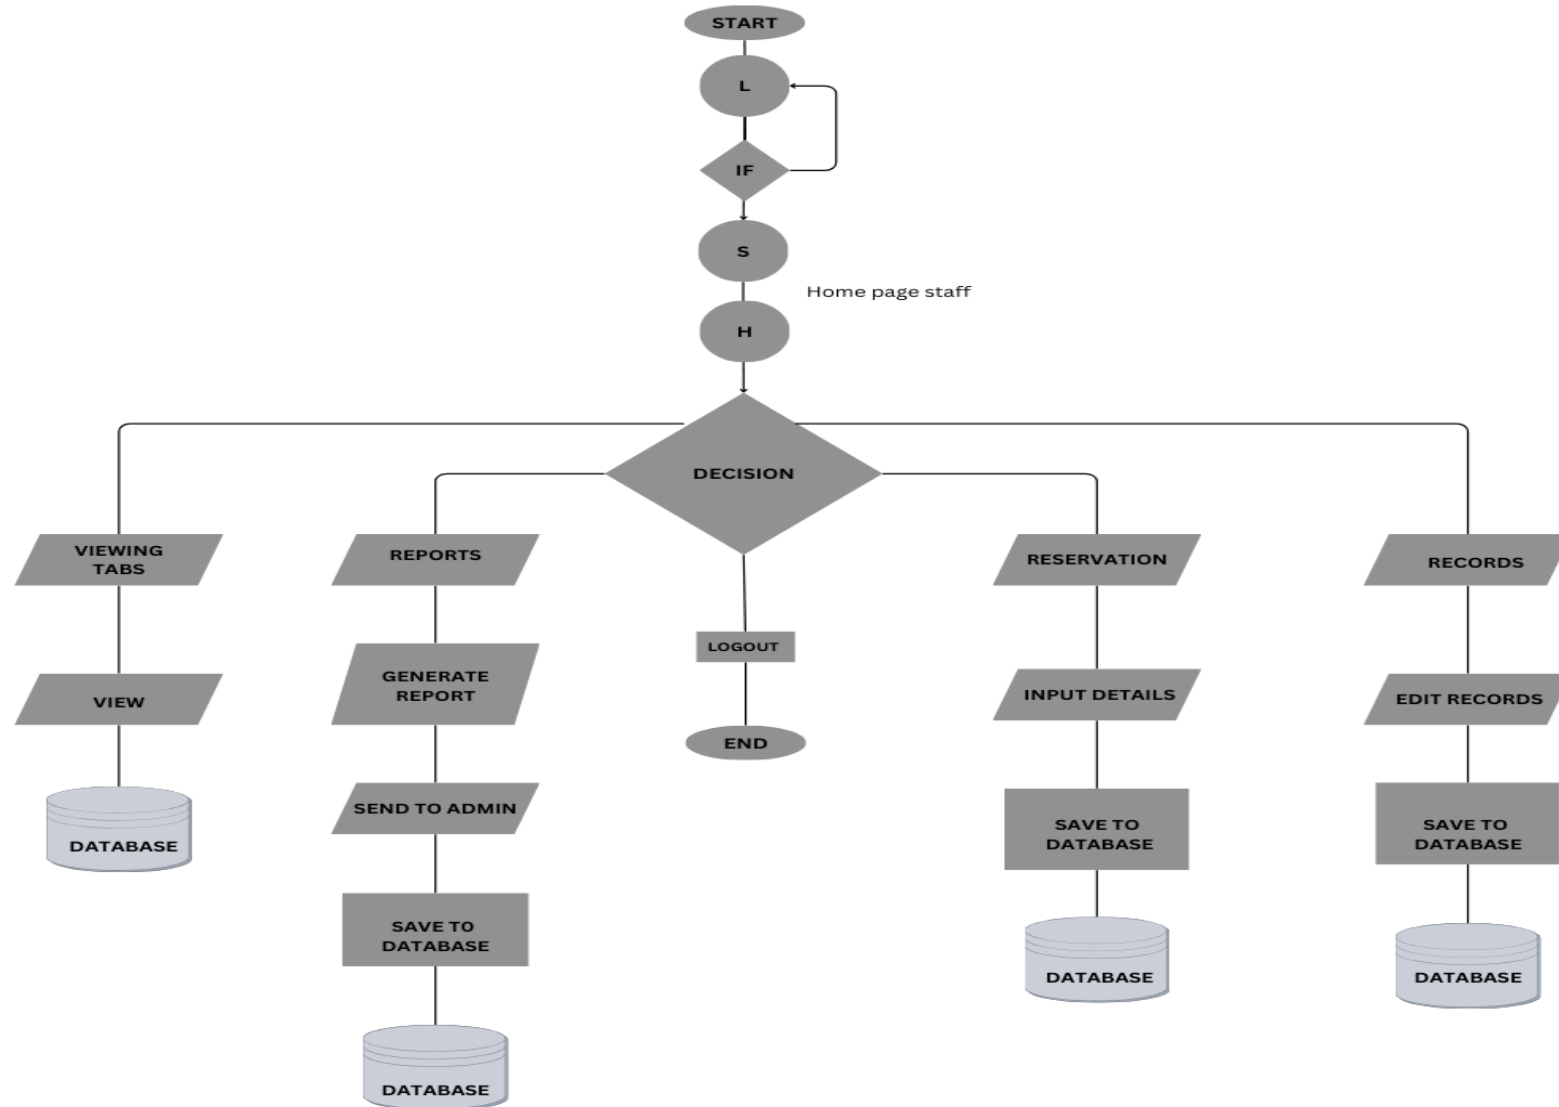 START
L
IF
S
Home page staff
H
DECISION
VIEWING
TABS
REPORTS
RESERVATION
RECORDS
LOGOUT
GENERATE
REPORT
VIEW
INPUT DETAILS
EDIT RECORDS
END
SEND TO ADMIN
DATABASE
SAVE TO
DATABASE
SAVE TO
DATABASE
SAVE T0
DATABASE
DATABASE
DATABASE
DATABASE